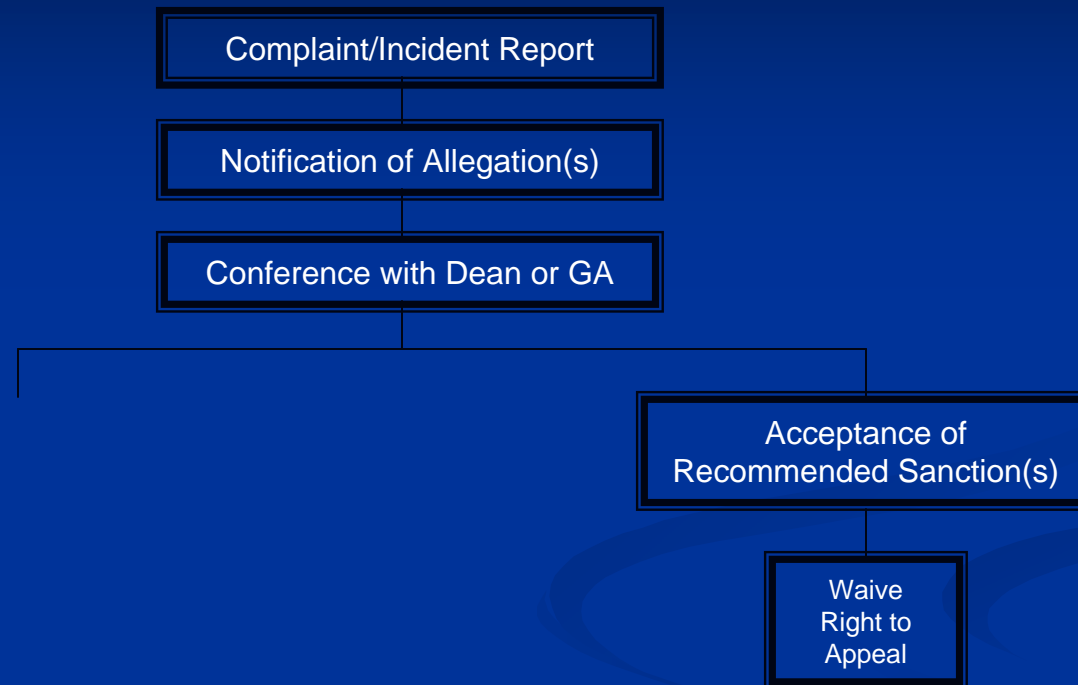 Complaint/Incident Report
Notification of Allegation(s)
Conference with Dean or GA
Acceptance of
Recommended Sanction(s)
Waive
Right to
Appeal